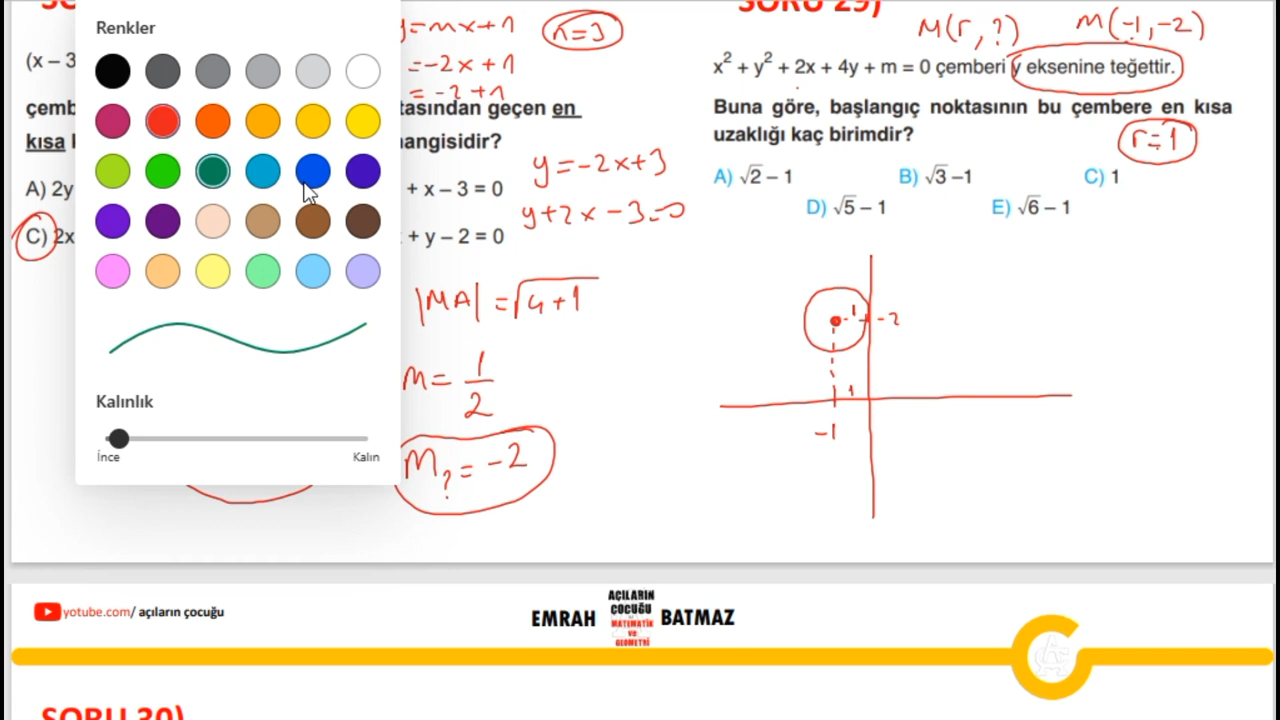 SORU 29)
Renkler
y=mx+1
n=3
M(r,?)
M(-1,-2)
(x – 3
=-2x+1
x² + y² + 2x + 4y + m = 0 çemberi y eksenine teğettir.
= -2+1
çemb
tasından geçen en
Buna göre, başlangıç noktasının bu çembere en kısa
kısa
hangisidir?
uzaklığı kaç birimdir?
r=1
y=-2x+3
A) 2y
+ x – 3 = 0
A) √2 – 1
B) √3 –1
C) 1
y+2x-3=0
D) √5 – 1
E) √6 – 1
C) 2x
+ y – 2 = 0
|MA| = √4+1
-1
-2
m= 1/2
Kalınlık
1
-1
İnce
Kalın
M? = -2
yotube.com/ açıların çocuğu
EMRAH
AÇILARIN
ÇOCUĞU
MATEMATİK
ve
GEOMETRİ
BATMAZ
SORU 30)